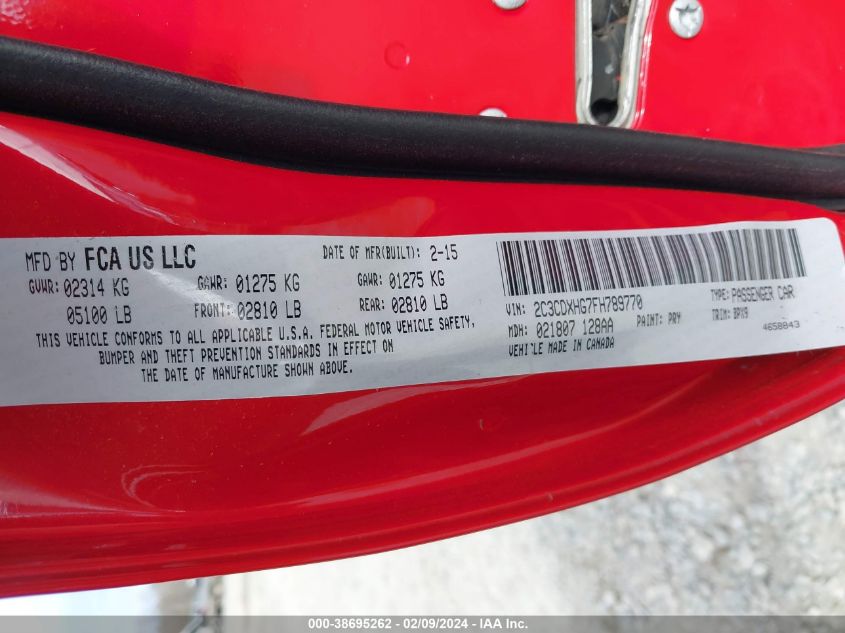 MFD BY FCA US LLC DATE OF MFR(BUILT): 2-15
GVWR: 02314 KG GAWR: 01275 KG GAWR: 01275 KG
05100 LB FRONT: 02810 LB REAR: 02810 LB
THIS VEHICLE CONFORMS TO ALL APPLICABLE U.S.A. FEDERAL MOTOR VEHICLE SAFETY,
BUMPER AND THEFT PREVENTION STANDARDS IN EFFECT ON
THE DATE OF MANUFACTURE SHOWN ABOVE.
VIN: 2C3CDXHG7FH789770 TYPE: PASSENGER CAR
MDH: 021807 128AA PAINT: PRY TRIM: BPX9
VEHICLE MADE IN CANADA 4658843
000-38695262 - 02/09/2024 - IAA Inc.